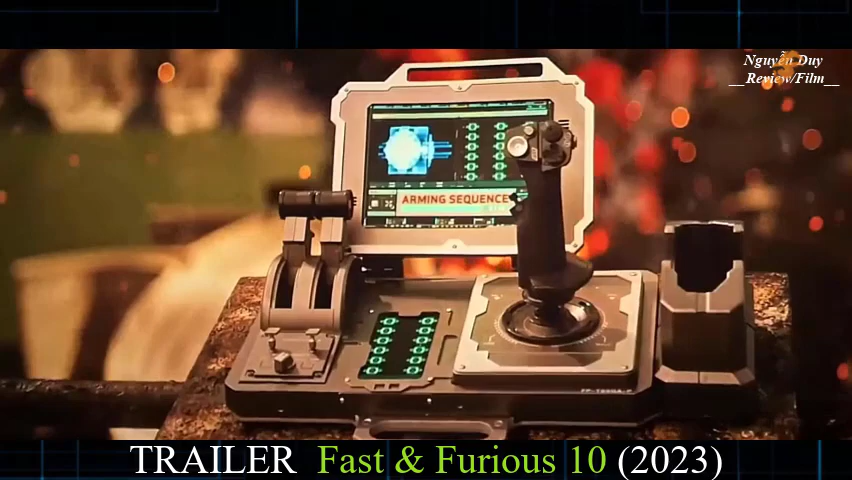 Nguyễn Duy
__Review/Film__
ARMING SEQUENCE
TRAILER Fast & Furious 10 (2023)